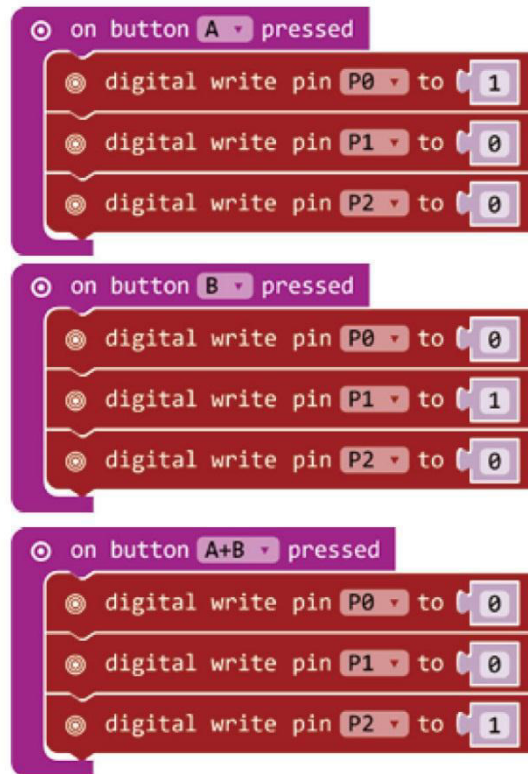 on button A pressed
digital write pin P0 to 1
digital write pin P1 to 0
digital write pin P2 to 0
on button B pressed
digital write pin P0 to 0
digital write pin P1 to 1
digital write pin P2 to 0
on button A+B pressed
digital write pin P0 to 0
digital write pin P1 to 0
digital write pin P2 to 1